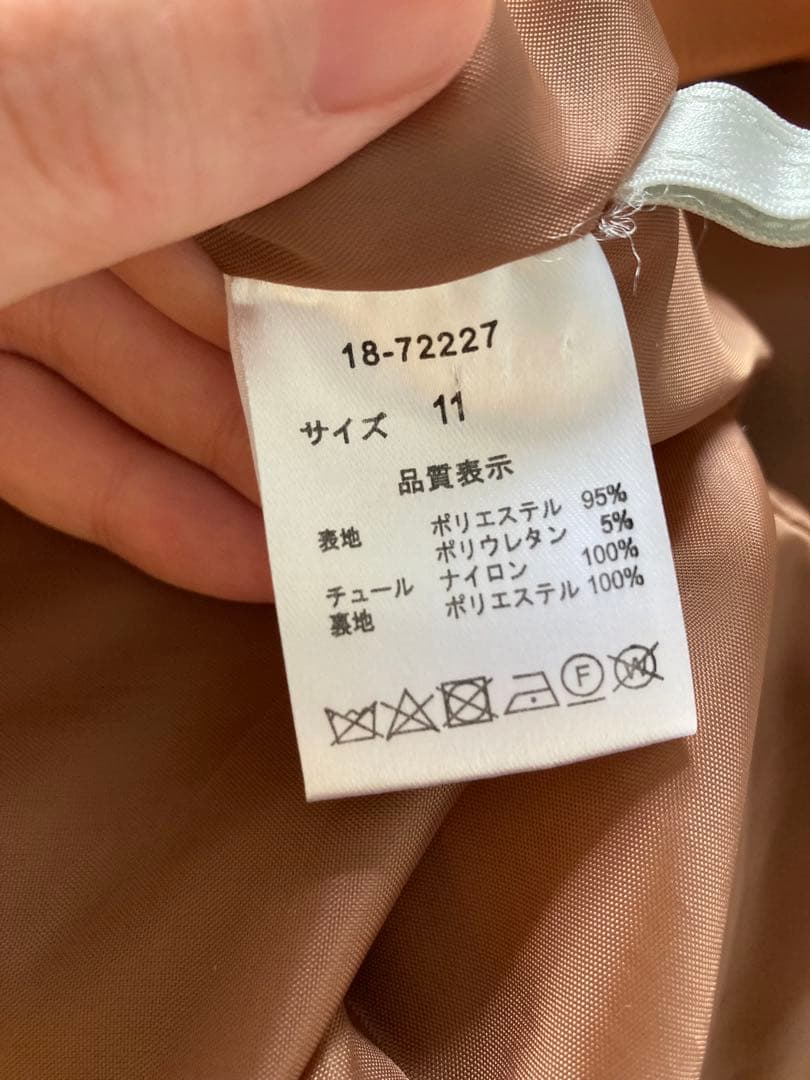 18-72227
サイズ 11
品質表示
表地 ポリエステル 95%
ポリウレタン 5%
チュール ナイロン 100%
裏地 ポリエステル 100%
F W